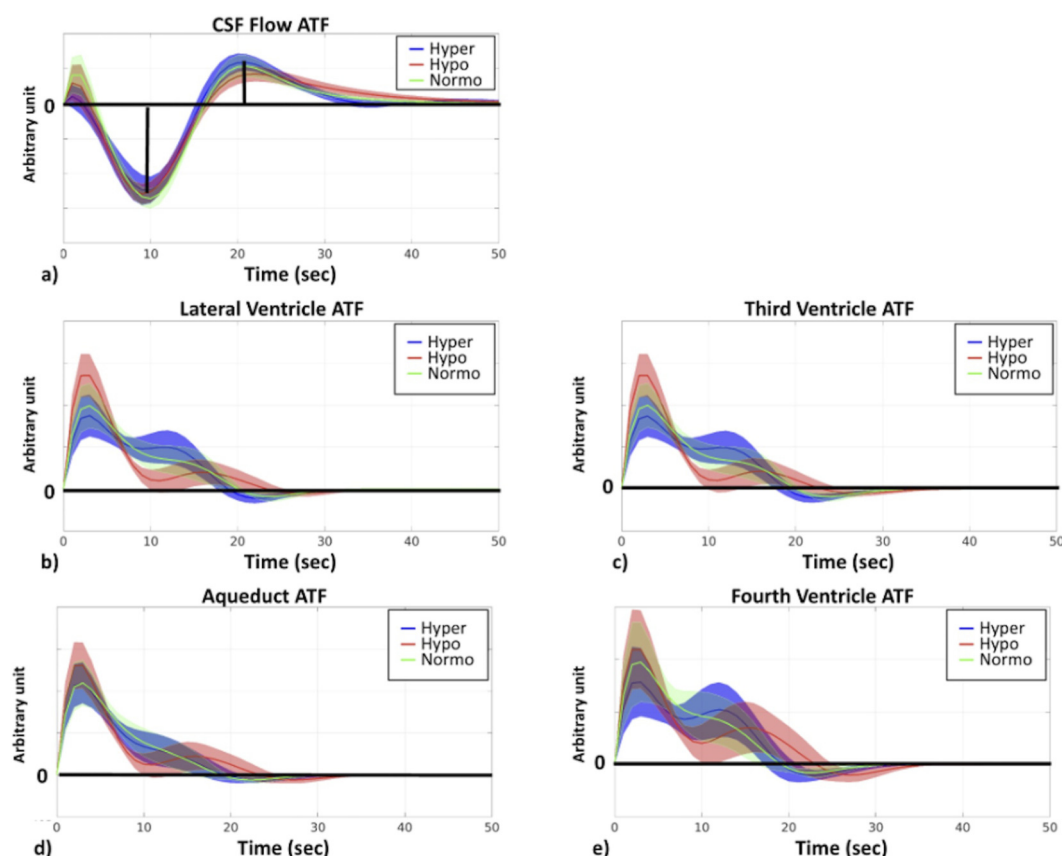 CSF Flow ATF
Hyper
Hypo
Normo
0
Arbitrary unit
0 10 20 30 40 50
a) Time (sec)
Lateral Ventricle ATF
Hyper
Hypo
Normo
Arbitrary unit
0
0 10 20 30 40 50
b) Time (sec)
Third Ventricle ATF
Hyper
Hypo
Normo
Arbitrary unit
0
0 10 20 30 40 50
c) Time (sec)
Aqueduct ATF
Hyper
Hypo
Normo
Arbitrary unit
0
0 10 20 30 40 50
d) Time (sec)
Fourth Ventricle ATF
Hyper
Hypo
Normo
Arbitrary unit
0
0 10 20 30 40 50
e) Time (sec)